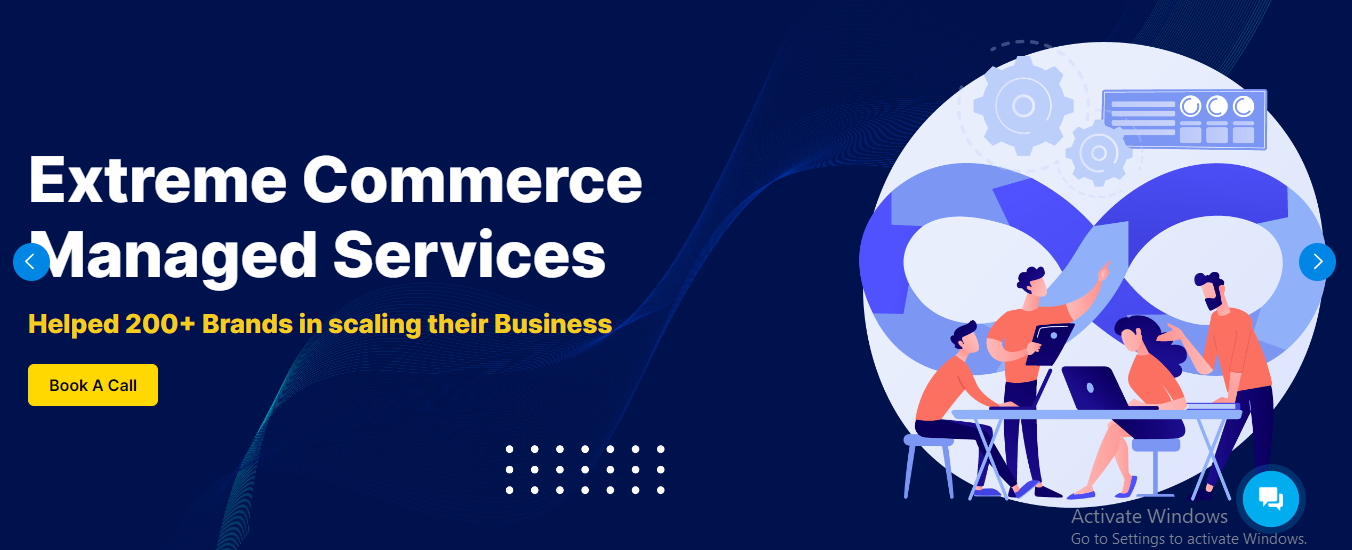 Extreme Commerce
Managed Services
Helped 200+ Brands in scaling their Business
Book A Call
Activate Windows
Go to Settings to activate Windows.